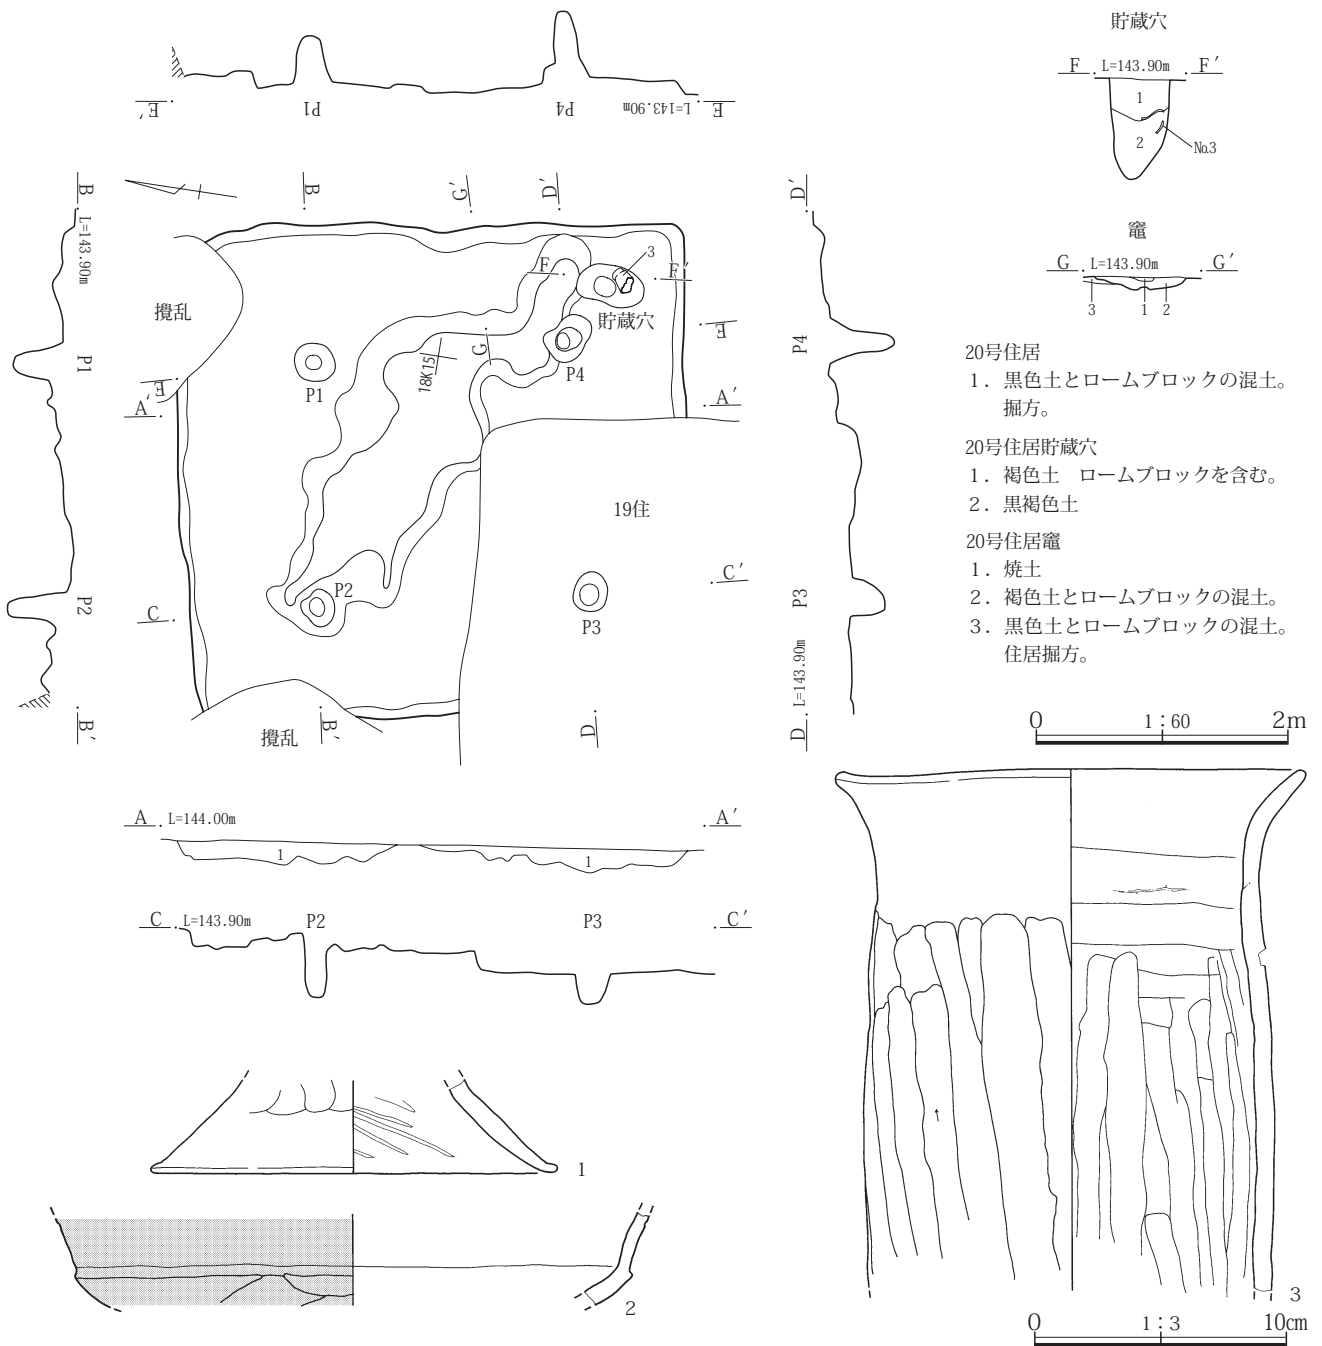 貯蔵穴
F L=143.90m F′
1
2
No.3
E′ P1 P4 L=143.90m E
B L=143.90m
P1
P2
B′
B G′ D′
攪乱
F 3 F′
貯蔵穴
E
E′
P1
18K15
G
P4
A A′
19住
P2
C C′
P3
攪乱
B′
D
D′
P4
P3
L=143.90m
D
竈
G L=143.90m G′
3 1 2
20号住居
1．黒色土とロームブロックの混土。
掘方。
20号住居貯蔵穴
1．褐色土　ロームブロックを含む。
2．黒褐色土
20号住居竈
1．焼土
2．褐色土とロームブロックの混土。
3．黒色土とロームブロックの混土。
住居掘方。
0 1：60 2m
A L=144.00m A′
1 1
C L=143.90m P2 P3 C′
1
2
3
0 1：3 10cm